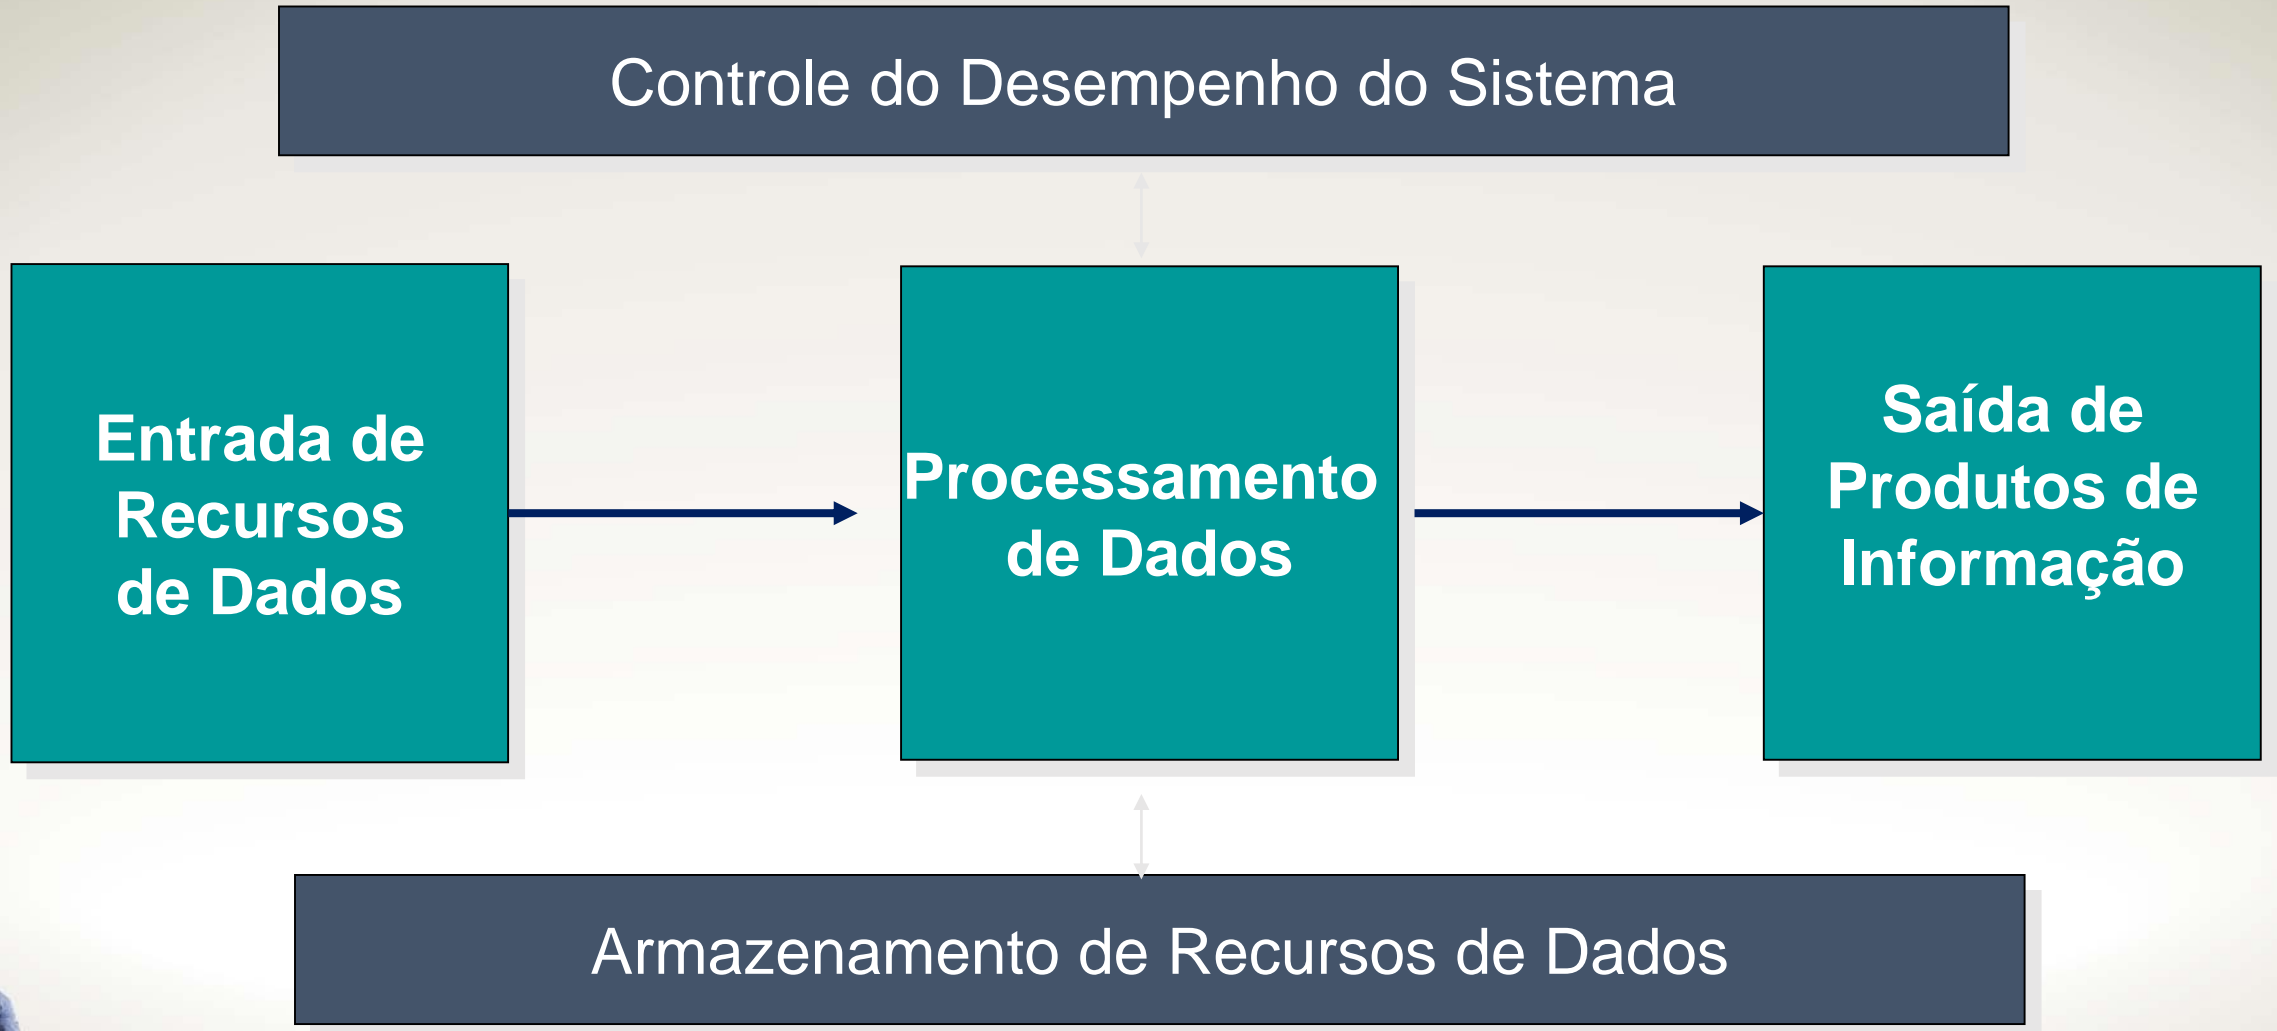 Controle do Desempenho do Sistema
Entrada de
Recursos
de Dados
Processamento
de Dados
Saída de
Produtos de
Informação
Armazenamento de Recursos de Dados